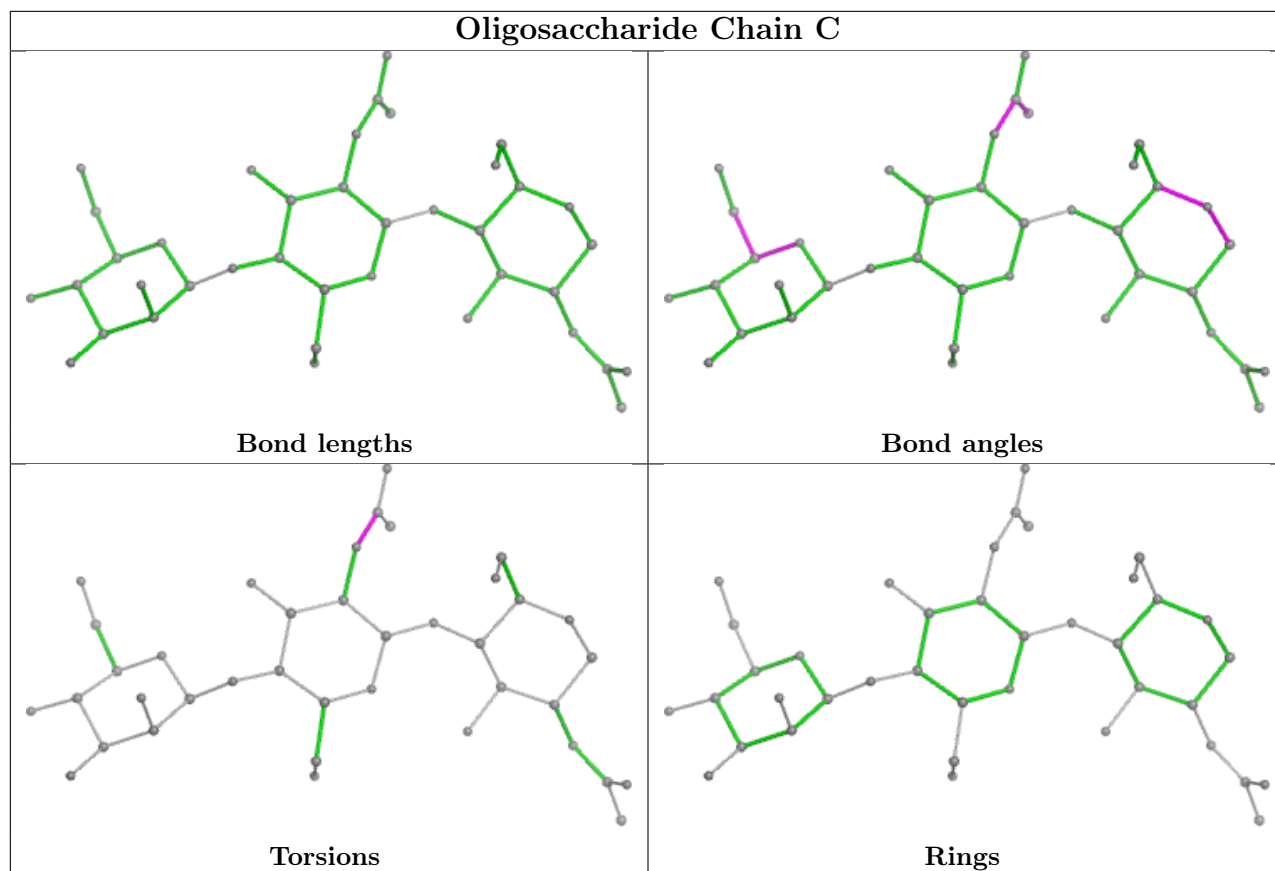 Oligosaccharide Chain C
Bond lengths
Bond angles
Torsions
Rings